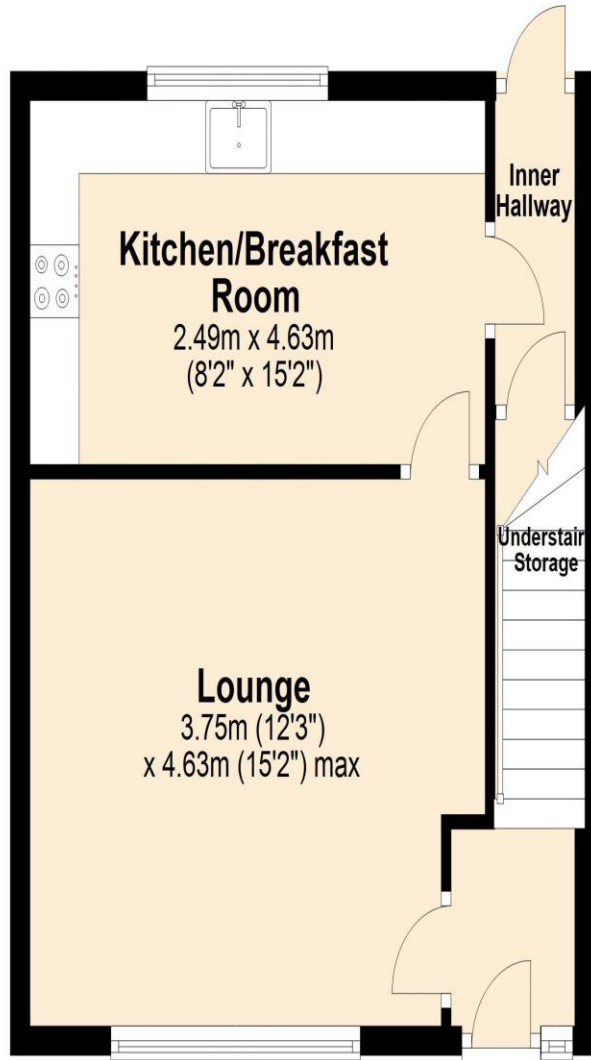 Inner
Hallway
Kitchen/Breakfast
Room
2.49m x 4.63m
(8'2" x 15'2")
Understair
Storage
Lounge
3.75m (12'3")
x 4.63m (15'2") max